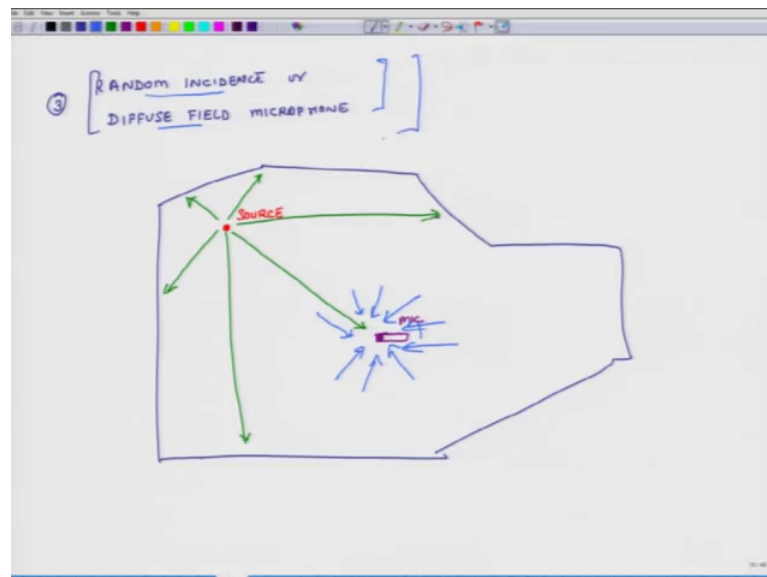 ③ RANDOM INCIDENCE or
DIFFUSE FIELD MICROPHONE
SOURCE
MIC